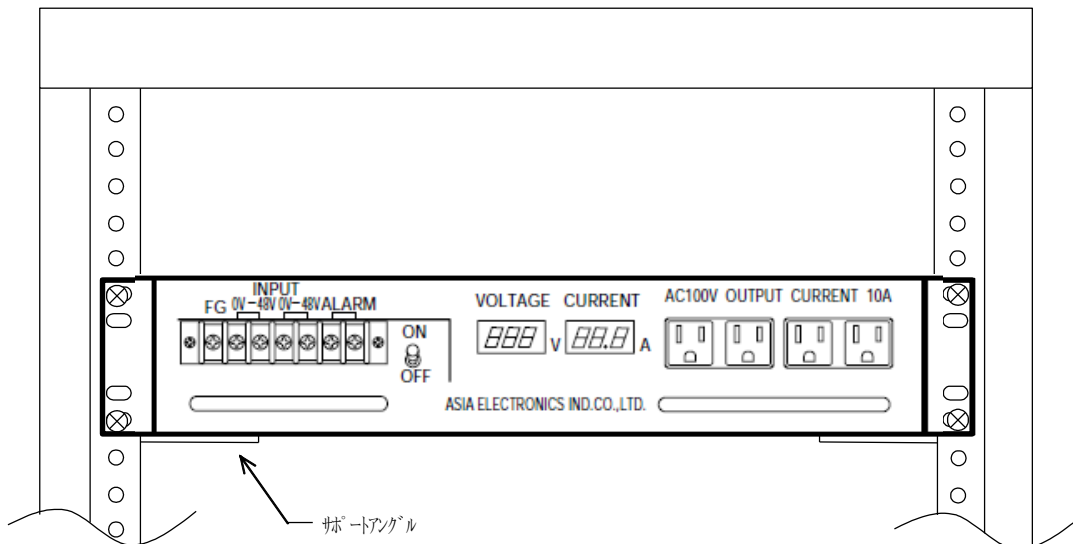 INPUT
FG 0V-48V 0V-48V ALARM
ON
OFF
VOLTAGE CURRENT
888 V 88.8 A
AC100V OUTPUT CURRENT 10A
ASIA ELECTRONICS IND.CO.,LTD.
ｻﾎﾟｰﾄｱﾝｸﾞﾙ